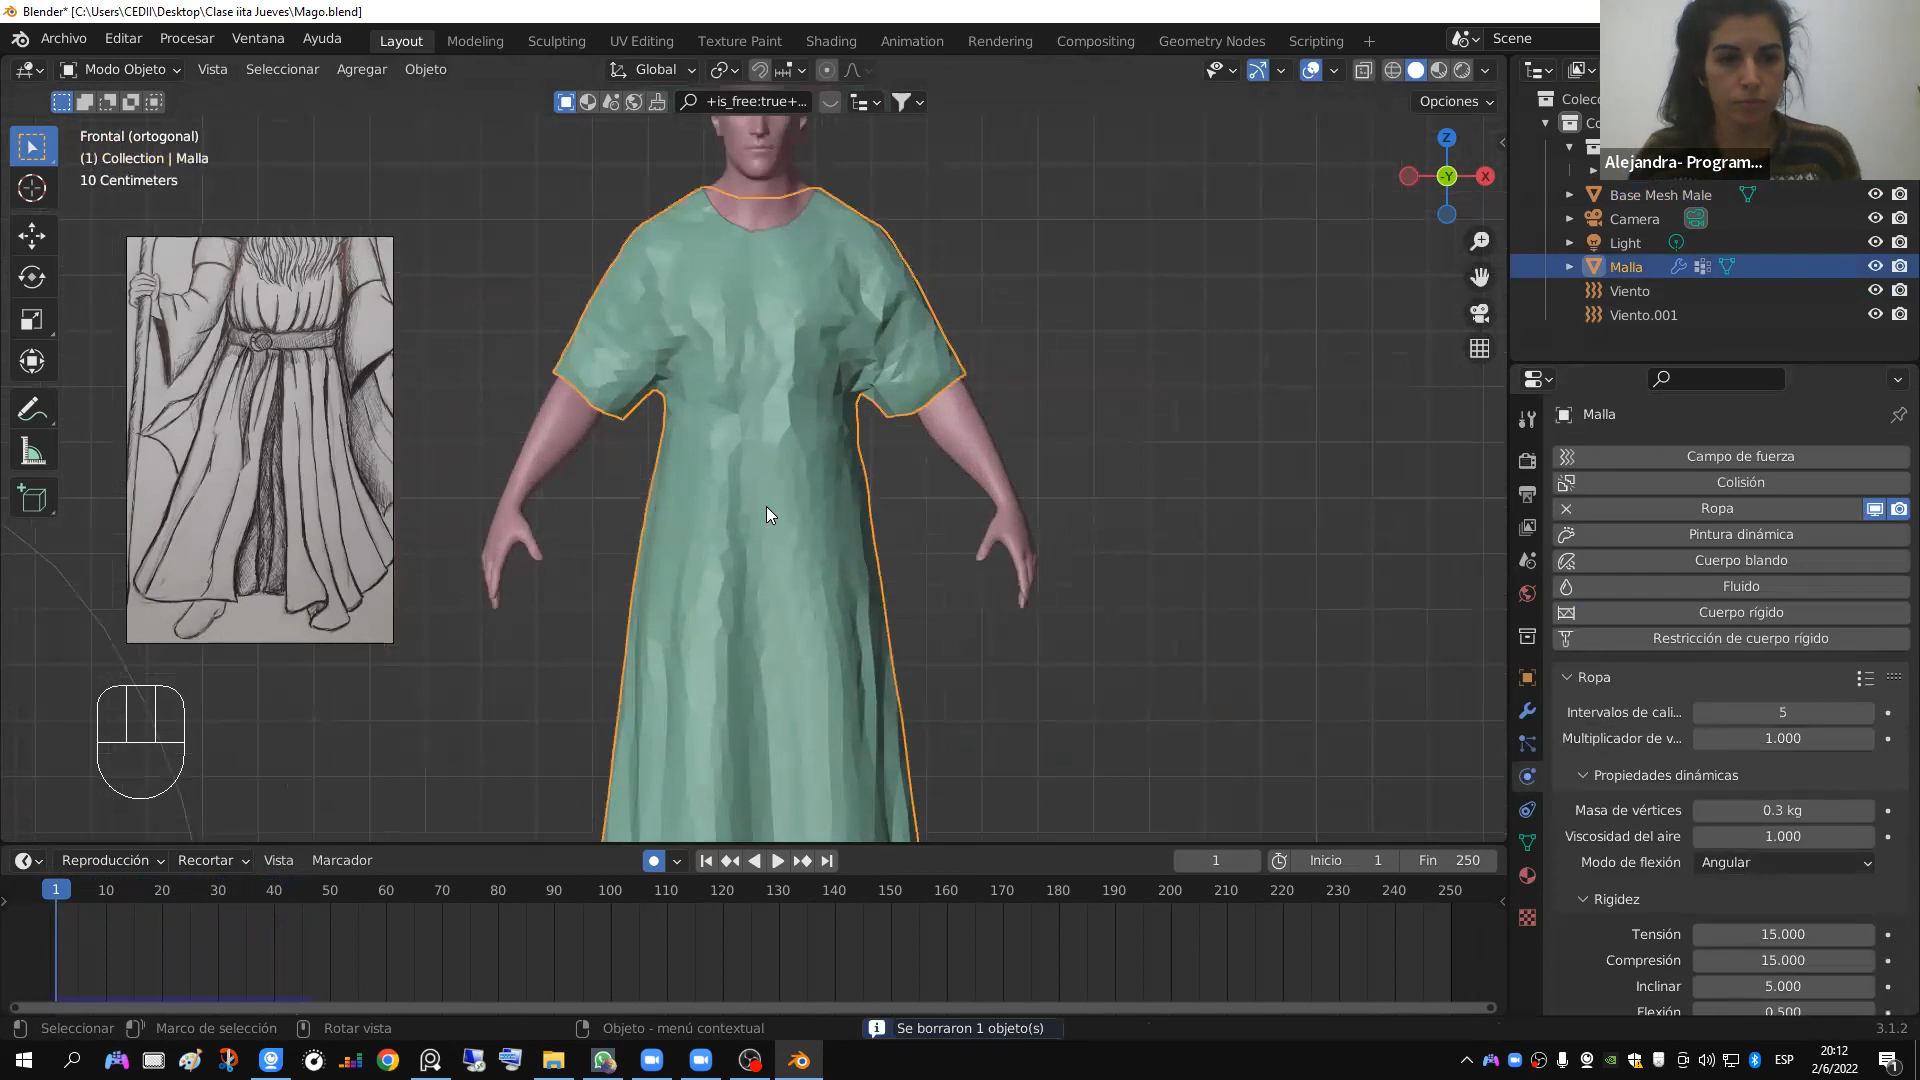 Blender* [C:\Users\CEDII\Desktop\Clase iita Jueves\Mago.blend]
Archivo Editar Procesar Ventana Ayuda Layout Modeling Sculpting UV Editing Texture Paint Shading Animation Rendering Compositing Geometry Nodes Scripting + Scene
Modo Objeto Vista Seleccionar Agregar Objeto Global
+is_free:true+... Opciones
Frontal (ortogonal)
(1) Collection | Malla
10 Centimeters
Z
-Y
X
Alejandra- Program...
Base Mesh Male
Camera
Light
Malla
Viento
Viento.001
Malla
Campo de fuerza
Colisión
Ropa
Pintura dinámica
Cuerpo blando
Fluido
Cuerpo rígido
Restricción de cuerpo rígido
Ropa
Intervalos de cali... 5
Multiplicador de v... 1.000
Propiedades dinámicas
Masa de vértices 0.3 kg
Viscosidad del aire 1.000
Modo de flexión Angular
Rigidez
Tensión 15.000
Compresión 15.000
Inclinar 5.000
Flexión 0.500
Reproducción Recortar Vista Marcador 1 Inicio 1 Fin 250
1 10 20 30 40 50 60 70 80 90 100 110 120 130 140 150 160 170 180 190 200 210 220 230 240 250
Seleccionar Marco de selección Rotar vista Objeto - menú contextual Se borraron 1 objeto(s) 3.1.2
ESP
20:12
2/6/2022
1